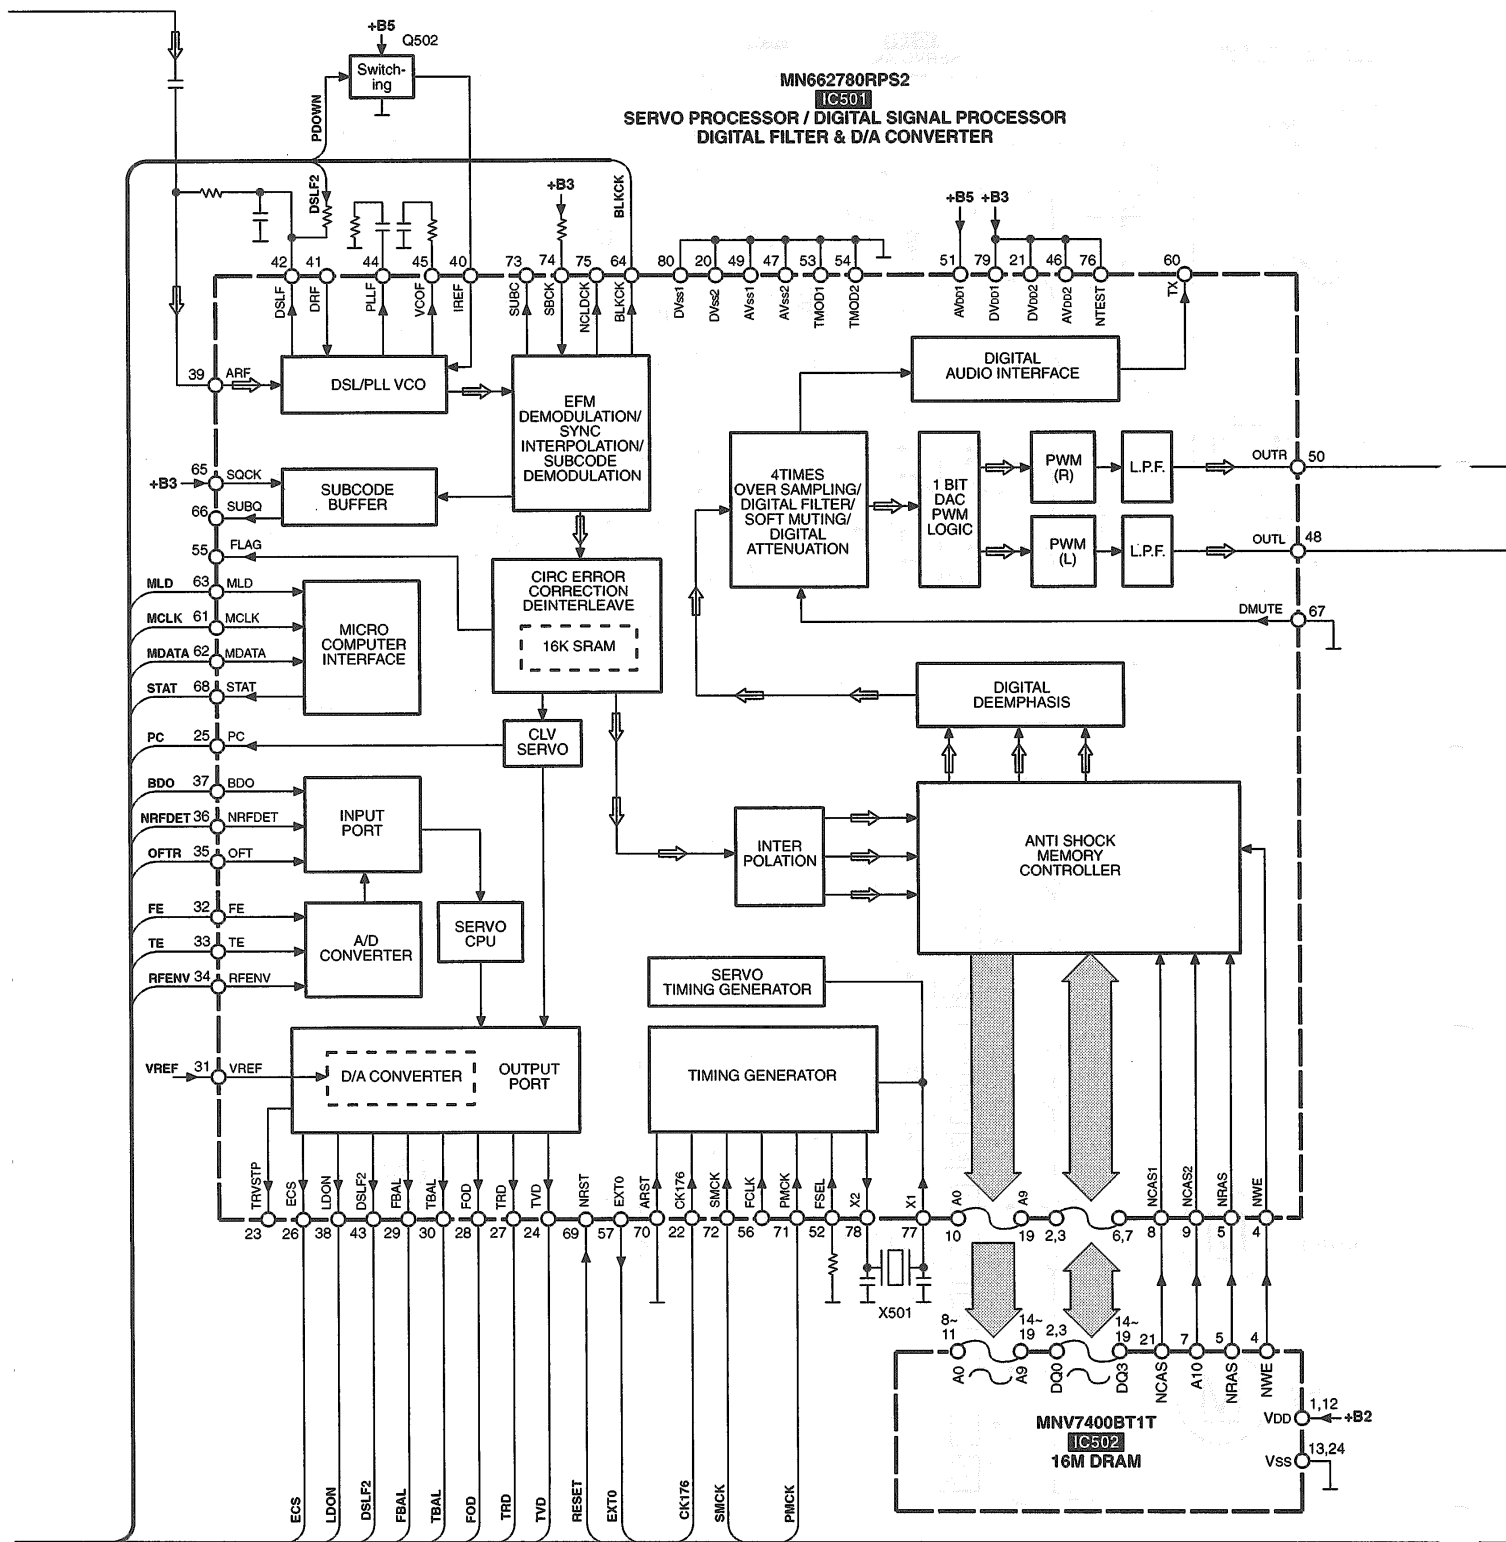 +B5
Q502
Switch-
ing
PDOWN
DSLF2
MN662780RPS2
IC501
SERVO PROCESSOR / DIGITAL SIGNAL PROCESSOR
DIGITAL FILTER & D/A CONVERTER
+B3
BLKCK
+B5 +B3
42 41 44 45 40 73 74 75 64 80 20 49 47 53 54 51 79 21 46 76 60
DSLF DRF PLLF VCOF IREF SUBC SBCK NCLDCK BLKCK DVss1 DVss2 AVss1 AVss2 TMOD1 TMOD2 AVDD1 DVDD1 DVDD2 AVDD2 NTEST TX
39 ARF
DSL/PLL VCO
EFM
DEMODULATION/
SYNC
INTERPOLATION/
SUBCODE
DEMODULATION
DIGITAL
AUDIO INTERFACE
+B3 65 SQCK
66 SUBQ
SUBCODE
BUFFER
4TIMES
OVER SAMPLING/
DIGITAL FILTER/
SOFT MUTING/
DIGITAL
ATTENUATION
1 BIT
DAC
PWM
LOGIC
PWM
(R)
L.P.F.
OUTR 50
PWM
(L)
L.P.F.
OUTL 48
55 FLAG
CIRC ERROR
CORRECTION
DEINTERLEAVE
16K SRAM
MLD 63 MLD
MCLK 61 MCLK
MDATA 62 MDATA
STAT 68 STAT
MICRO
COMPUTER
INTERFACE
DMUTE 67
DIGITAL
DEEMPHASIS
PC 25 PC
CLV
SERVO
BDO 37 BDO
NRFDET 36 NRFDET
OFTR 35 OFT
INPUT
PORT
INTER
POLATION
ANTI SHOCK
MEMORY
CONTROLLER
FE 32 FE
TE 33 TE
RFENV 34 RFENV
A/D
CONVERTER
SERVO
CPU
SERVO
TIMING GENERATOR
VREF 31 VREF
D/A CONVERTER
OUTPUT
PORT
TIMING GENERATOR
TRVSTP ECS LDON DSLF2 FBAL TBAL FOD TRD TVD NRST EXT0 ARST CK176 SMCK FCLK PMCK FSEL X2 X1 A0 A9 NCAS1 NCAS2 NRAS NWE
23 26 38 43 29 30 28 27 24 69 57 70 22 72 56 71 52 78 77 10 19 2,3 6,7 8 9 5 4
X501
8~
11
14~
19
2,3
14~
19
21 7 5 4
A0 A9 DQ0 DQ3 NCAS A10 NRAS NWE
MNV7400BT1T
IC502
16M DRAM
VDD 1,12 +B2
Vss 13,24
ECS LDON DSLF2 FBAL TBAL FOD TRD TVD RESET EXT0 CK176 SMCK PMCK